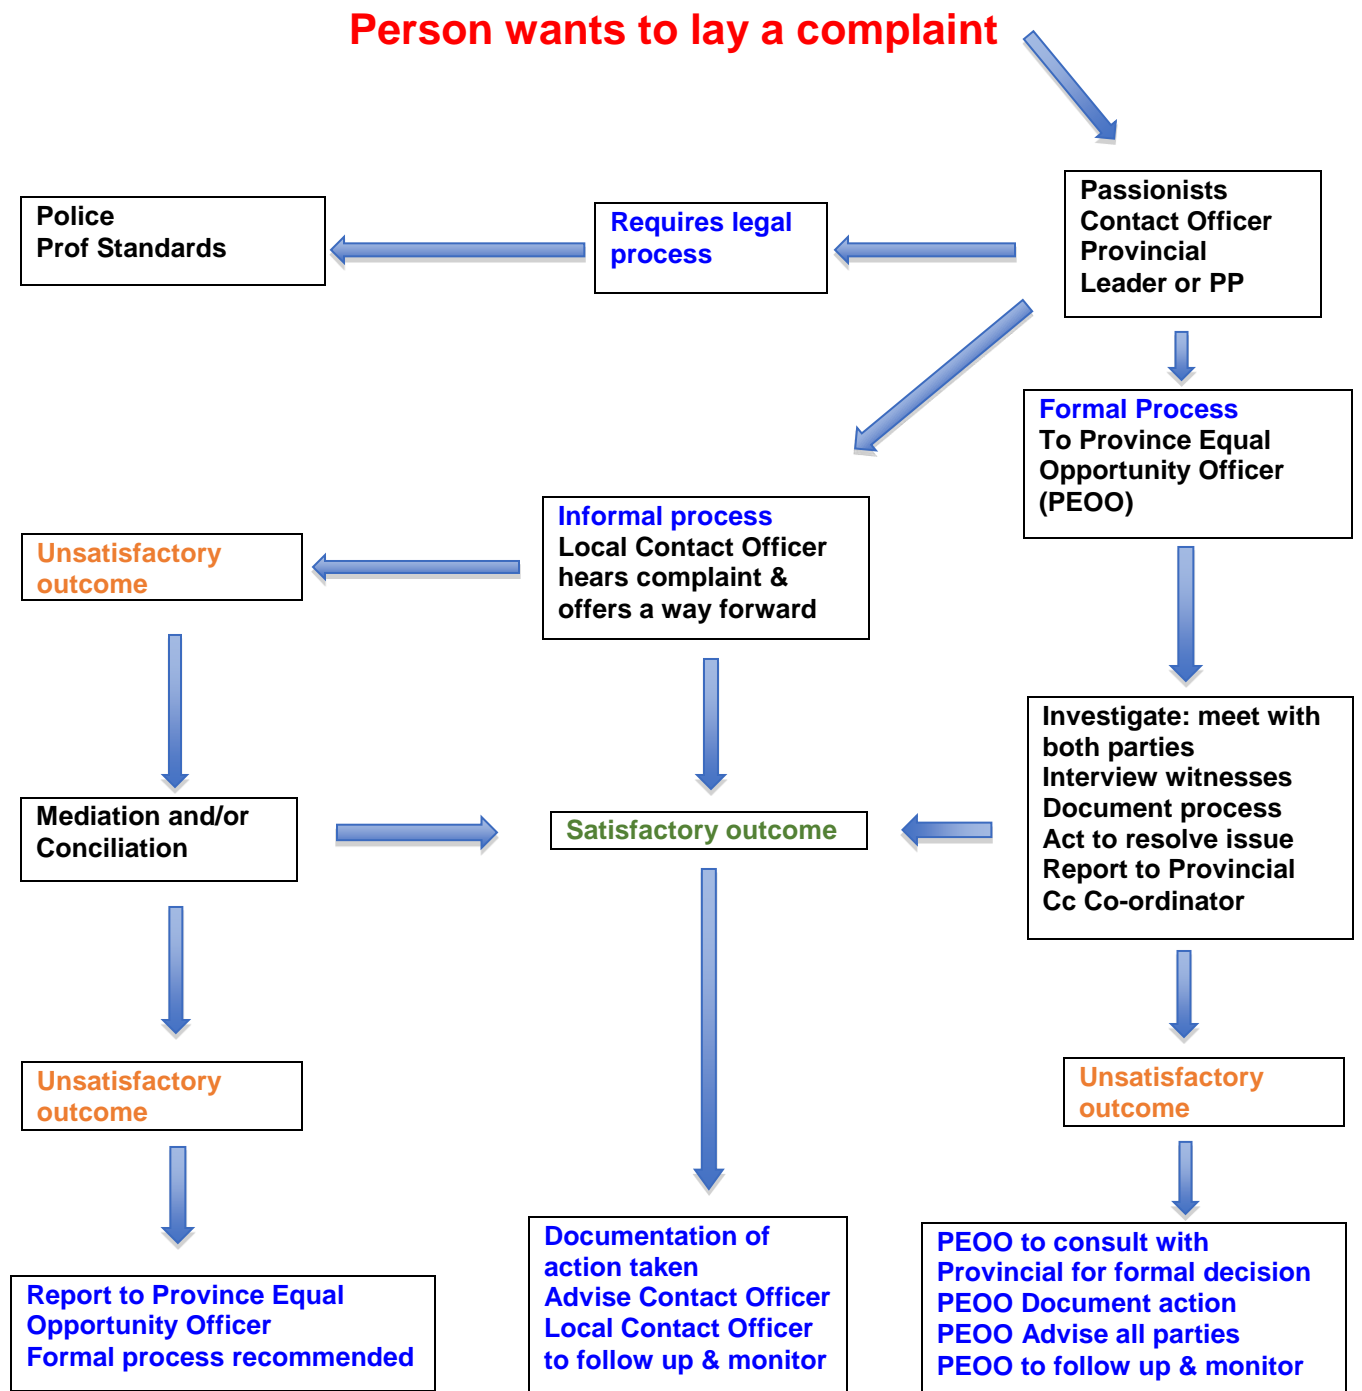 Person wants to lay a complaint
Passionists
Contact Officer
Provincial
Leader or PP
Requires legal
process
Police
Prof Standards
Formal Process
To Province Equal
Opportunity Officer
(PEOO)
Informal process
Local Contact Officer
hears complaint &
offers a way forward
Unsatisfactory
outcome
Investigate: meet with
both parties
Interview witnesses
Document process
Act to resolve issue
Report to Provincial
Cc Co-ordinator
Mediation and/or
Conciliation
Satisfactory outcome
Unsatisfactory
outcome
Unsatisfactory
outcome
Report to Province Equal
Opportunity Officer
Formal process recommended
Documentation of
action taken
Advise Contact Officer
Local Contact Officer
to follow up & monitor
PEOO to consult with
Provincial for formal decision
PEOO Document action
PEOO Advise all parties
PEOO to follow up & monitor